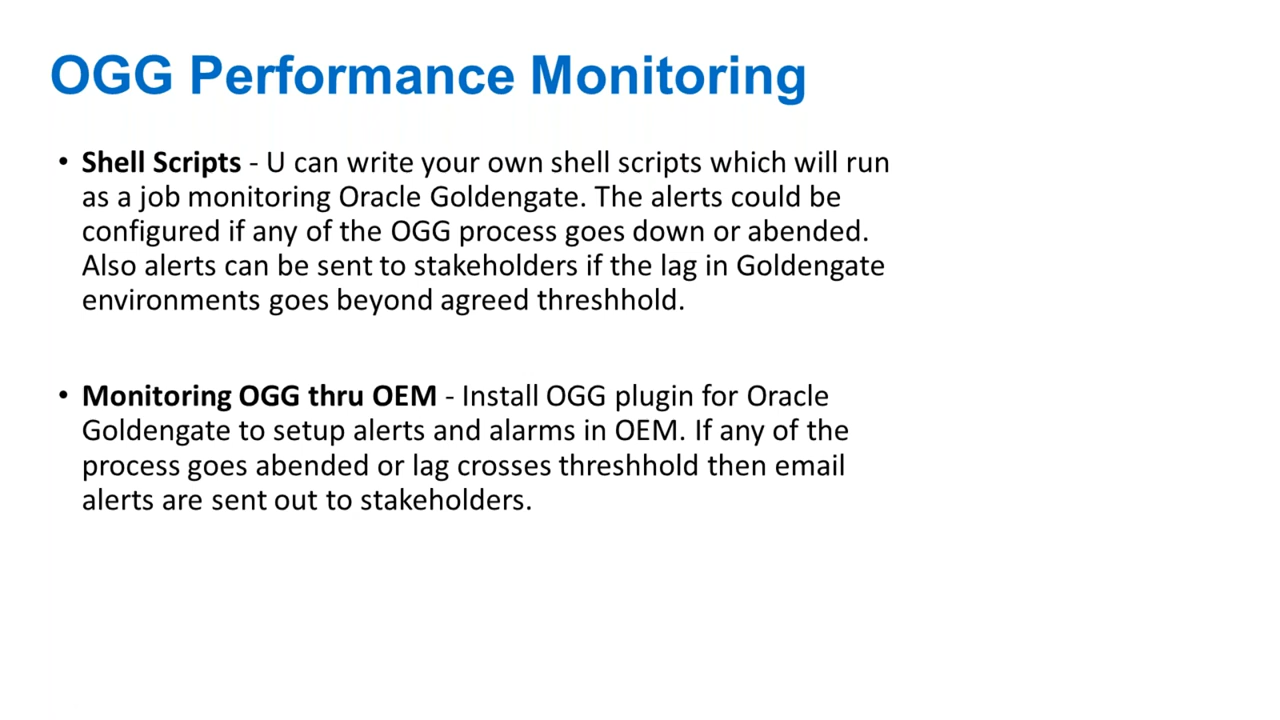 OGG Performance Monitoring
• Shell Scripts - U can write your own shell scripts which will run
as a job monitoring Oracle Goldengate. The alerts could be
configured if any of the OGG process goes down or abended.
Also alerts can be sent to stakeholders if the lag in Goldengate
environments goes beyond agreed threshhold.
• Monitoring OGG thru OEM - Install OGG plugin for Oracle
Goldengate to setup alerts and alarms in OEM. If any of the
process goes abended or lag crosses threshhold then email
alerts are sent out to stakeholders.